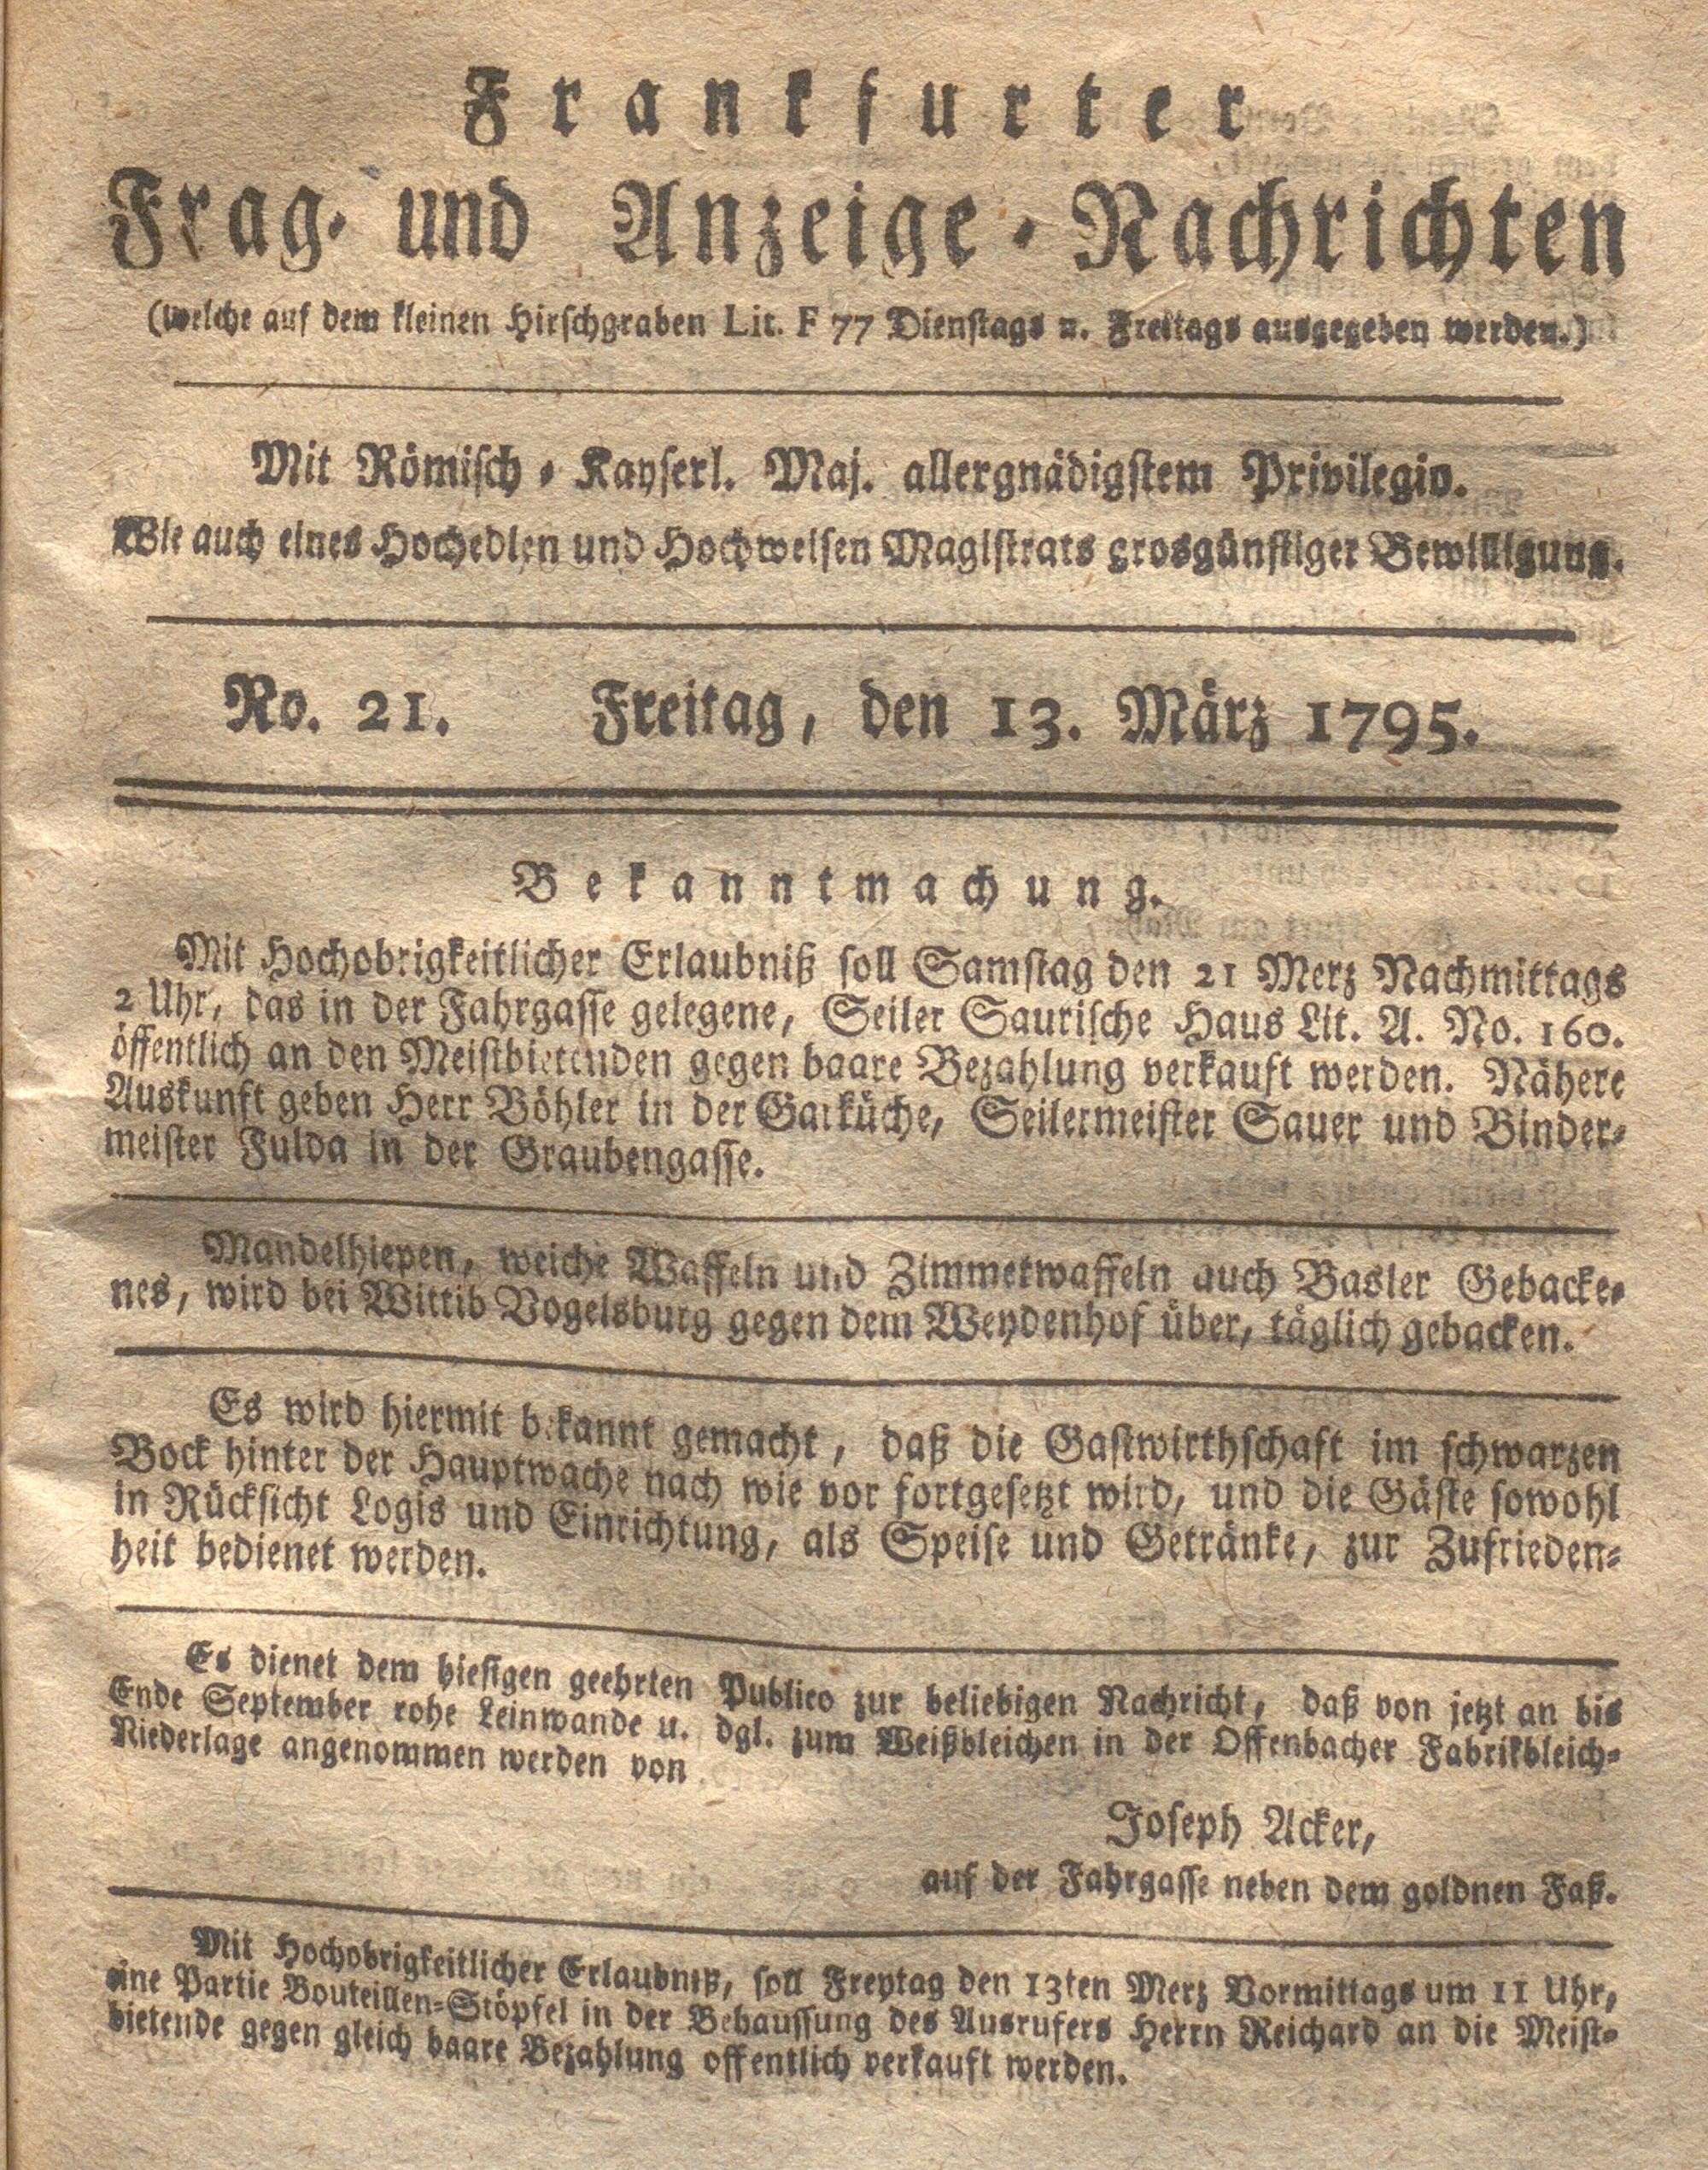 Frankfurter
Frag- und Anzeige-Nachrichten
(welche auf dem kleinen Hirschgraben Lit. F 77 Dienstags u. Freitags ausgegeben werden.)
Mit Römisch-Kayserl. Maj. allergnädigstem Privilegio.
Wie auch eines Hochedlen und Hochweisen Magistrats grosgünstiger Bewilligung.
No. 21. Freitag, den 13. März 1795.
Bekanntmachung.
Mit Hochobrigkeitlicher Erlaubniß soll Samstag den 21 Merz Nachmittags
2 Uhr, das in der Fahrgasse gelegene, Seiler Saurische Haus Lit. A. No. 160.
öffentlich an den Meistbietenden gegen baare Bezahlung verkauft werden. Nähere
Auskunft geben Herr Böhler in der Garküche, Seilermeister Sauer und Binder-
meister Fulda in der Graubengasse.
Mandelhiepen, weiche Waffeln und Zimmetwaffeln auch Basler Gebacke-
nes, wird bei Wittib Vogelsburg gegen dem Weydenhof über, täglich gebacken.
Es wird hiermit bekannt gemacht, daß die Gastwirthschaft im schwarzen
Bock hinter der Hauptwache nach wie vor fortgesetzt wird, und die Gäste sowohl
in Rücksicht Logis und Einrichtung, als Speise und Getränke, zur Zufrieden-
heit bedienet werden.
Es dienet dem hiesigen geehrten Publico zur beliebigen Nachricht, daß von jetzt an bis
Ende September rohe Leinwande u. dgl. zum Weißbleichen in der Offenbacher Fabrikbleich-
Niederlage angenommen werden von
Joseph Acker,
auf der Fahrgasse neben dem goldnen Faß.
Mit Hochobrigkeitlicher Erlaubniß, soll Freytag den 13ten Merz Vormittags um 11 Uhr,
eine Partie Bouteillen-Stöpfel in der Behaussung des Ausrufers Herrn Reichard an die Meist-
bietende gegen gleich baare Bezahlung offentlich verkauft werden.